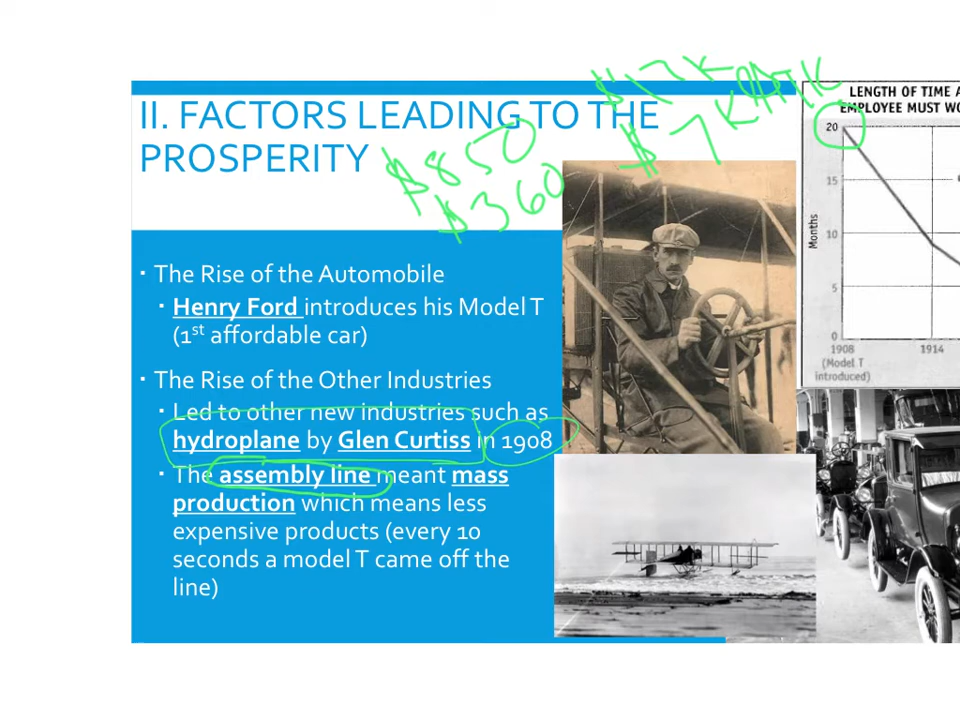 II. FACTORS LEADING TO THE
PROSPERITY
$850
$360
$17K
$7K
▪ The Rise of the Automobile
▪ Henry Ford introduces his Model T
(1st affordable car)
▪ The Rise of the Other Industries
▪ Led to other new industries such as
hydroplane by Glen Curtiss in 1908
▪ The assembly line meant mass
production which means less
expensive products (every 10
seconds a model T came off the
line)
LENGTH OF TIME A
EMPLOYEE MUST WO
Months
20
15
10
5
0
1908
1914
(Model T
introduced)